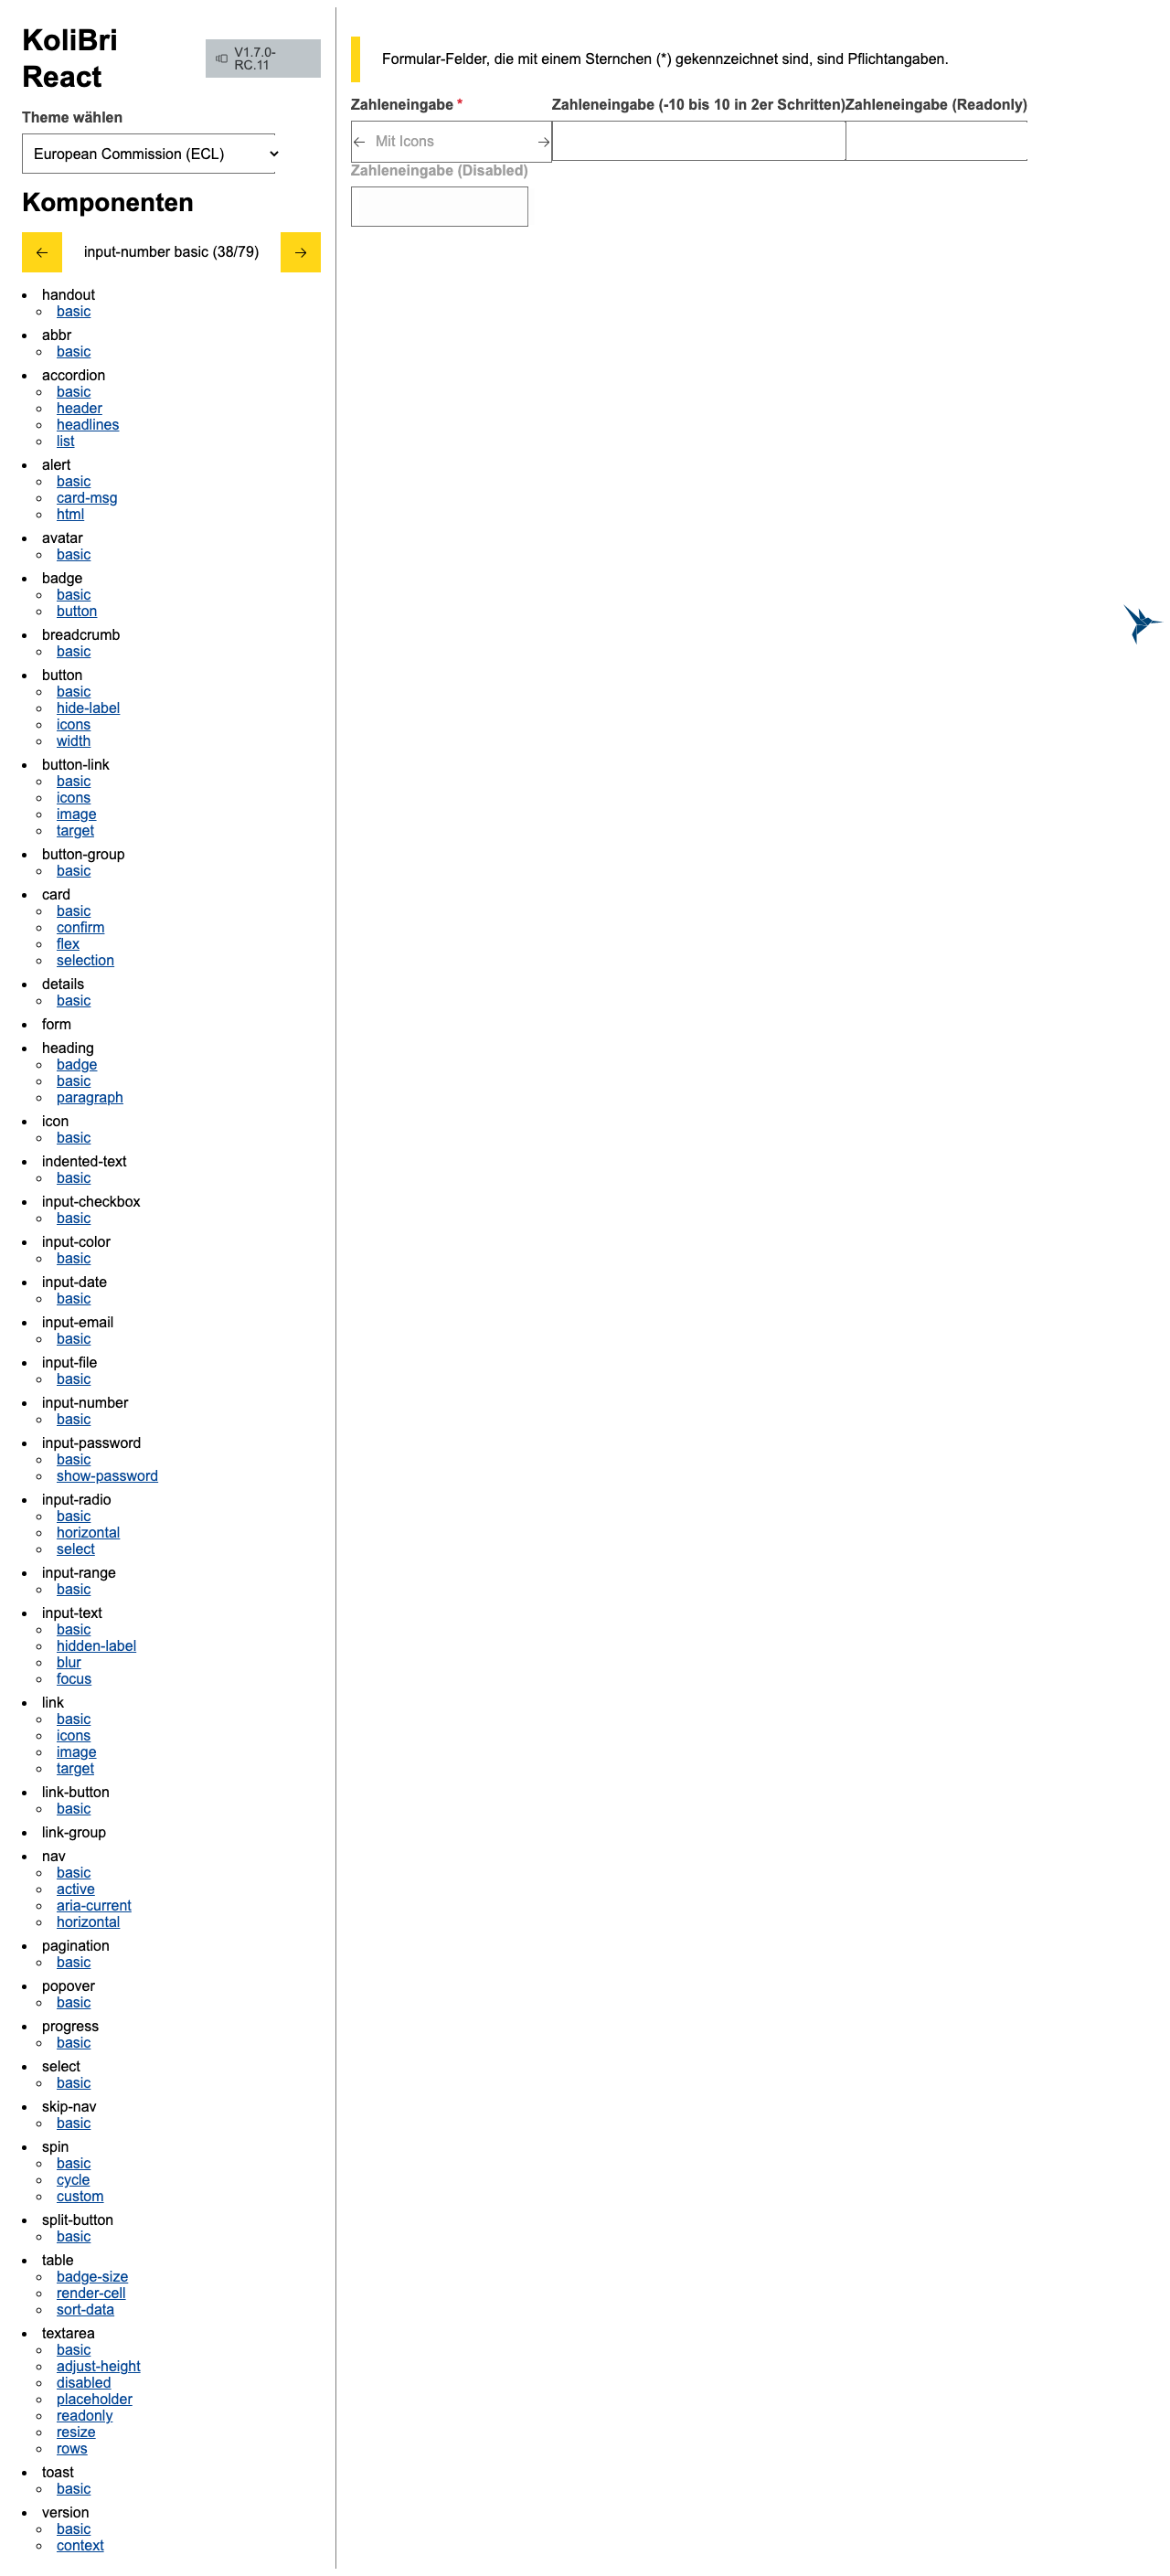 KoliBri
React
V1.7.0-
RC.11
Theme wählen
European Commission (ECL)
Komponenten
input-number basic (38/79)
handout
basic
abbr
basic
accordion
basic
header
headlines
list
alert
basic
card-msg
html
avatar
basic
badge
basic
button
breadcrumb
basic
button
basic
hide-label
icons
width
button-link
basic
icons
image
target
button-group
basic
card
basic
confirm
flex
selection
details
basic
form
heading
badge
basic
paragraph
icon
basic
indented-text
basic
input-checkbox
basic
input-color
basic
input-date
basic
input-email
basic
input-file
basic
input-number
basic
input-password
basic
show-password
input-radio
basic
horizontal
select
input-range
basic
input-text
basic
hidden-label
blur
focus
link
basic
icons
image
target
link-button
basic
link-group
nav
basic
active
aria-current
horizontal
pagination
basic
popover
basic
progress
basic
select
basic
skip-nav
basic
spin
basic
cycle
custom
split-button
basic
table
badge-size
render-cell
sort-data
textarea
basic
adjust-height
disabled
placeholder
readonly
resize
rows
toast
basic
version
basic
context
Formular-Felder, die mit einem Sternchen (*) gekennzeichnet sind, sind Pflichtangaben.
Zahleneingabe * Zahleneingabe (-10 bis 10 in 2er Schritten) Zahleneingabe (Readonly)
Mit Icons
Zahleneingabe (Disabled)